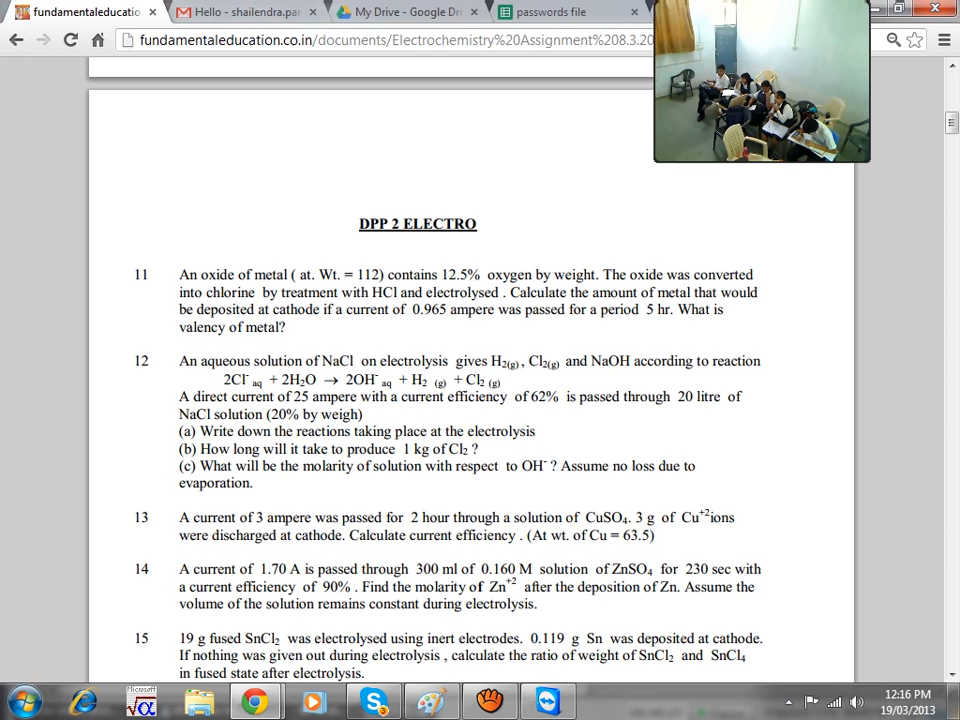 fundamentaleducatio
Hello - shailendra.par
My Drive - Google Dr
passwords file
fundamentaleducation.co.in/documents/Electrochemistry%20Assignment%208.3.20
DPP 2 ELECTRO
11 An oxide of metal ( at. Wt. = 112) contains 12.5% oxygen by weight. The oxide was converted
into chlorine by treatment with HCl and electrolysed . Calculate the amount of metal that would
be deposited at cathode if a current of 0.965 ampere was passed for a period 5 hr. What is
valency of metal?
12 An aqueous solution of NaCl on electrolysis gives H2(g) , Cl2(g) and NaOH according to reaction
2Cl⁻ aq + 2H2O → 2OH⁻ aq + H2 (g) + Cl2 (g)
A direct current of 25 ampere with a current efficiency of 62% is passed through 20 litre of
NaCl solution (20% by weigh)
(a) Write down the reactions taking place at the electrolysis
(b) How long will it take to produce 1 kg of Cl2 ?
(c) What will be the molarity of solution with respect to OH⁻ ? Assume no loss due to
evaporation.
13 A current of 3 ampere was passed for 2 hour through a solution of CuSO4. 3 g of Cu⁺² ions
were discharged at cathode. Calculate current efficiency . (At wt. of Cu = 63.5)
14 A current of 1.70 A is passed through 300 ml of 0.160 M solution of ZnSO4 for 230 sec with
a current efficiency of 90% . Find the molarity of Zn⁺² after the deposition of Zn. Assume the
volume of the solution remains constant during electrolysis.
15 19 g fused SnCl2 was electrolysed using inert electrodes. 0.119 g Sn was deposited at cathode.
If nothing was given out during electrolysis , calculate the ratio of weight of SnCl2 and SnCl4
in fused state after electrolysis.
Microsoft
√α
12:16 PM
19/03/2013